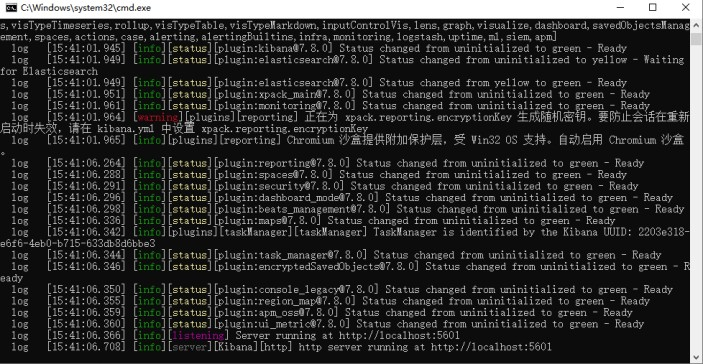 C:\Windows\system32\cmd.exe
s,visTypeTimeseries,rollup,visTypeTable,visTypeMarkdown,inputControlVis,lens,graph,visualize,dashboard,savedObjectsManag
ement,spaces,actions,case,alerting,alertingBuiltins,infra,monitoring,logstash,uptime,ml,siem,apm]
log [15:41:01.945] [info][status][plugin:kibana@7.8.0] Status changed from uninitialized to green - Ready
log [15:41:01.949] [info][status][plugin:elasticsearch@7.8.0] Status changed from uninitialized to yellow - Waiting
for Elasticsearch
log [15:41:01.949] [info][status][plugin:elasticsearch@7.8.0] Status changed from yellow to green - Ready
log [15:41:01.951] [info][status][plugin:xpack_main@7.8.0] Status changed from uninitialized to green - Ready
log [15:41:01.961] [info][status][plugin:monitoring@7.8.0] Status changed from uninitialized to green - Ready
log [15:41:01.964] [warning][plugins][reporting] 正在为 xpack.reporting.encryptionKey 生成随机密钥。要防止会话在重新
启动时失效，请在 kibana.yml 中设置 xpack.reporting.encryptionKey
log [15:41:01.965] [info][plugins][reporting] Chromium 沙盒提供附加保护层，受 Win32 OS 支持。自动启用 Chromium 沙盒
。
log [15:41:06.264] [info][status][plugin:reporting@7.8.0] Status changed from uninitialized to green - Ready
log [15:41:06.288] [info][status][plugin:spaces@7.8.0] Status changed from uninitialized to green - Ready
log [15:41:06.291] [info][status][plugin:security@7.8.0] Status changed from uninitialized to green - Ready
log [15:41:06.296] [info][status][plugin:dashboard_mode@7.8.0] Status changed from uninitialized to green - Ready
log [15:41:06.298] [info][status][plugin:beats_management@7.8.0] Status changed from uninitialized to green - Ready
log [15:41:06.336] [info][status][plugin:maps@7.8.0] Status changed from uninitialized to green - Ready
log [15:41:06.342] [info][plugins][taskManager][taskManager] TaskManager is identified by the Kibana UUID: 2203e318-
e6f6-4eb0-b715-633db8d6bbe3
log [15:41:06.344] [info][status][plugin:task_manager@7.8.0] Status changed from uninitialized to green - Ready
log [15:41:06.346] [info][status][plugin:encryptedSavedObjects@7.8.0] Status changed from uninitialized to green - R
eady
log [15:41:06.350] [info][status][plugin:console_legacy@7.8.0] Status changed from uninitialized to green - Ready
log [15:41:06.355] [info][status][plugin:region_map@7.8.0] Status changed from uninitialized to green - Ready
log [15:41:06.359] [info][status][plugin:apm_oss@7.8.0] Status changed from uninitialized to green - Ready
log [15:41:06.360] [info][status][plugin:ui_metric@7.8.0] Status changed from uninitialized to green - Ready
log [15:41:06.366] [info][listening] Server running at http://localhost:5601
log [15:41:06.708] [info][server][Kibana][http] http server running at http://localhost:5601